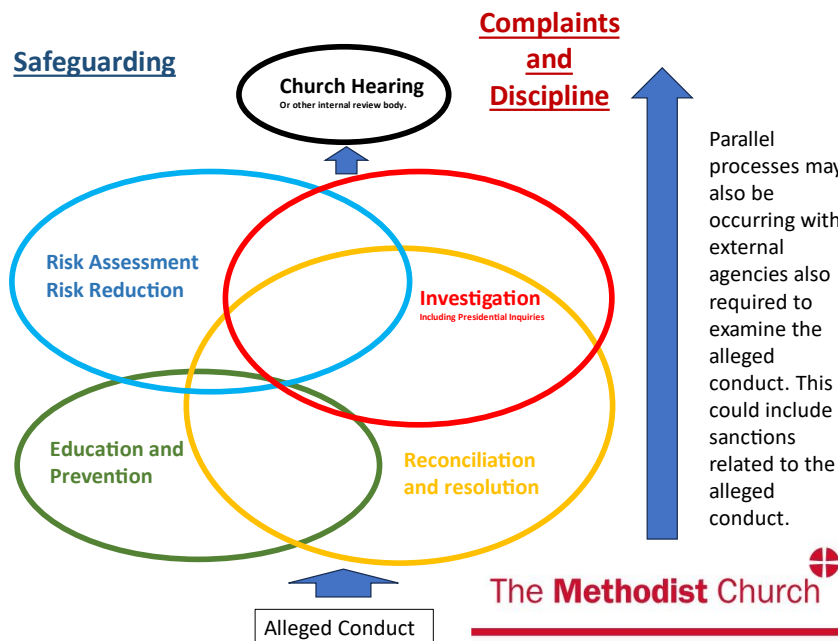 Safeguarding
Complaints
and
Discipline
Church Hearing
Or other internal review body.
Risk Assessment
Risk Reduction
Investigation
Including Presidential Inquiries
Education and
Prevention
Reconciliation
and resolution
Alleged Conduct
Parallel
processes may
also be
occurring with
external
agencies also
required to
examine the
alleged
conduct. This
could include
sanctions
related to the
alleged
conduct.
The Methodist Church